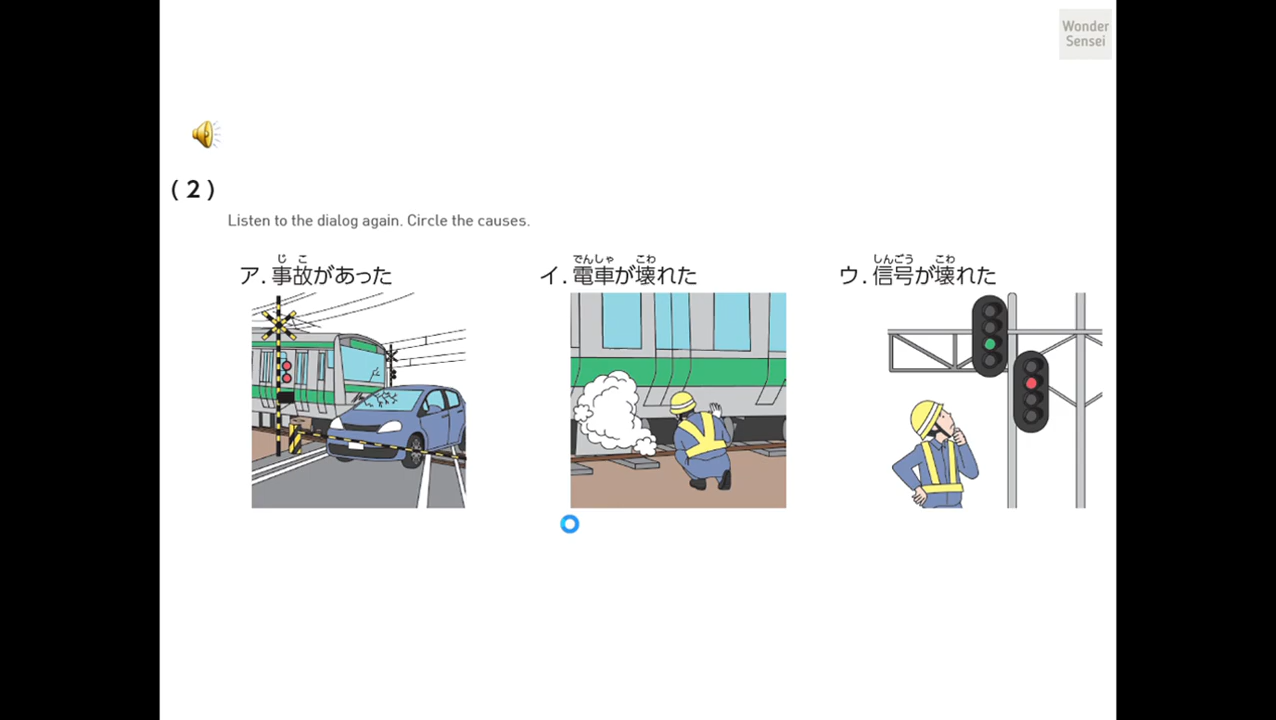 Wonder
Sensei
(2)
Listen to the dialog again. Circle the causes.
じこ
ア.事故があった
でんしゃ こわ
イ.電車が壊れた
しんごう こわ
ウ.信号が壊れた